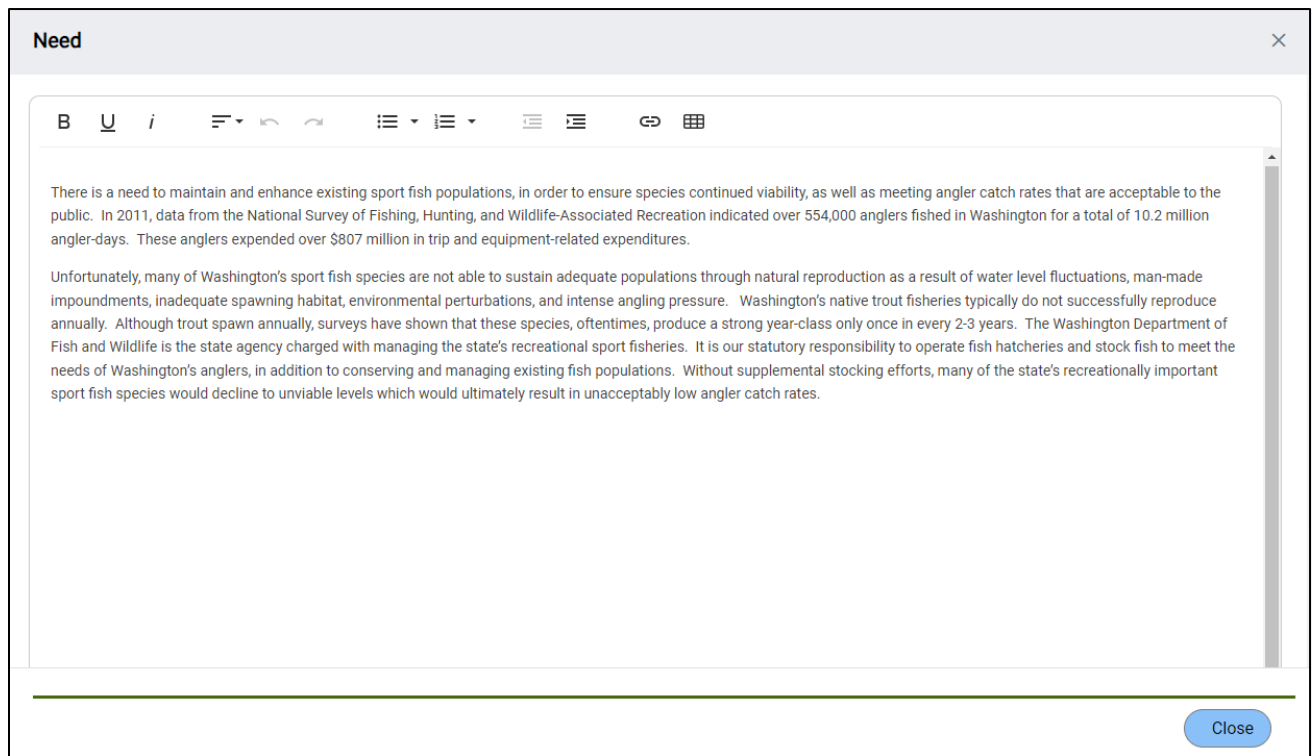 Need
B U i
There is a need to maintain and enhance existing sport fish populations, in order to ensure species continued viability, as well as meeting angler catch rates that are acceptable to the
public.  In 2011, data from the National Survey of Fishing, Hunting, and Wildlife-Associated Recreation indicated over 554,000 anglers fished in Washington for a total of 10.2 million
angler-days.  These anglers expended over $807 million in trip and equipment-related expenditures.
Unfortunately, many of Washington’s sport fish species are not able to sustain adequate populations through natural reproduction as a result of water level fluctuations, man-made
impoundments, inadequate spawning habitat, environmental perturbations, and intense angling pressure.   Washington’s native trout fisheries typically do not successfully reproduce
annually.  Although trout spawn annually, surveys have shown that these species, oftentimes, produce a strong year-class only once in every 2-3 years.  The Washington Department of
Fish and Wildlife is the state agency charged with managing the state’s recreational sport fisheries.  It is our statutory responsibility to operate fish hatcheries and stock fish to meet the
needs of Washington’s anglers, in addition to conserving and managing existing fish populations.  Without supplemental stocking efforts, many of the state’s recreationally important
sport fish species would decline to unviable levels which would ultimately result in unacceptably low angler catch rates.
Close